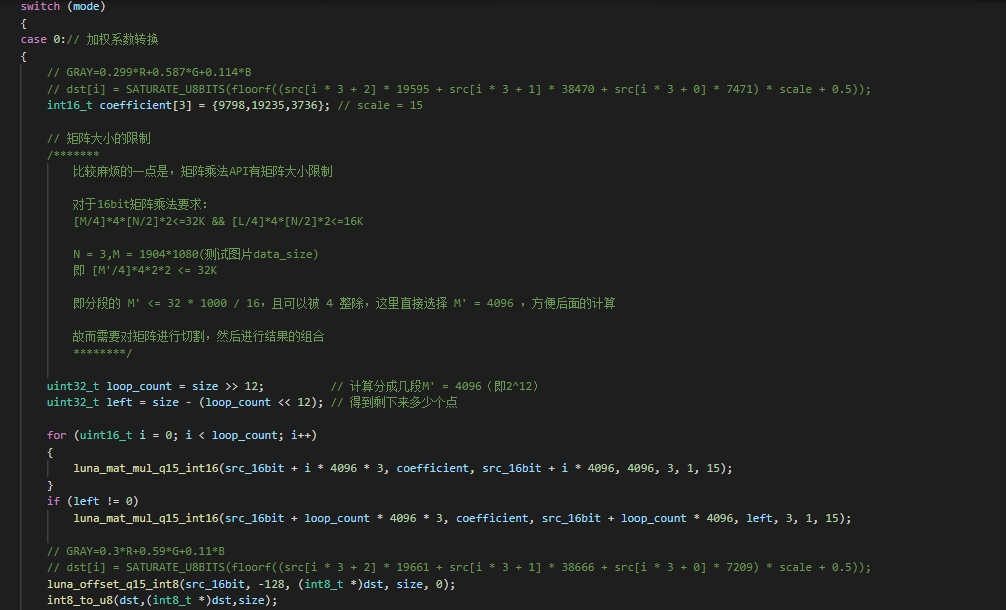 switch (mode)
{
case 0:// 加权系数转换
{
// GRAY=0.299*R+0.587*G+0.114*B
// dst[i] = SATURATE_U8BITS(floorf((src[i * 3 + 2] * 19595 + src[i * 3 + 1] * 38470 + src[i * 3 + 0] * 7471) * scale + 0.5));
int16_t coefficient[3] = {9798,19235,3736}; // scale = 15
// 矩阵大小的限制
/*******
比较麻烦的一点是，矩阵乘法API有矩阵大小限制
对于16bit矩阵乘法要求:
[M/4]*4*[N/2]*2<=32K && [L/4]*4*[N/2]*2<=16K
N = 3,M = 1904*1080(测试图片data_size)
即 [M'/4]*4*2*2 <= 32K
即分段的 M' <= 32 * 1000 / 16，且可以被 4 整除，这里直接选择 M' = 4096 ，方便后面的计算
故而需要对矩阵进行切割，然后进行结果的组合
********/
uint32_t loop_count = size >> 12; // 计算分成几段M' = 4096（即2^12）
uint32_t left = size - (loop_count << 12); // 得到剩下来多少个点
for (uint16_t i = 0; i < loop_count; i++)
{
luna_mat_mul_q15_int16(src_16bit + i * 4096 * 3, coefficient, src_16bit + i * 4096, 4096, 3, 1, 15);
}
if (left != 0)
luna_mat_mul_q15_int16(src_16bit + loop_count * 4096 * 3, coefficient, src_16bit + loop_count * 4096, left, 3, 1, 15);
// GRAY=0.3*R+0.59*G+0.11*B
// dst[i] = SATURATE_U8BITS(floorf((src[i * 3 + 2] * 19661 + src[i * 3 + 1] * 38666 + src[i * 3 + 0] * 7209) * scale + 0.5));
luna_offset_q15_int8(src_16bit, -128, (int8_t *)dst, size, 0);
int8_to_u8(dst,(int8_t *)dst,size);